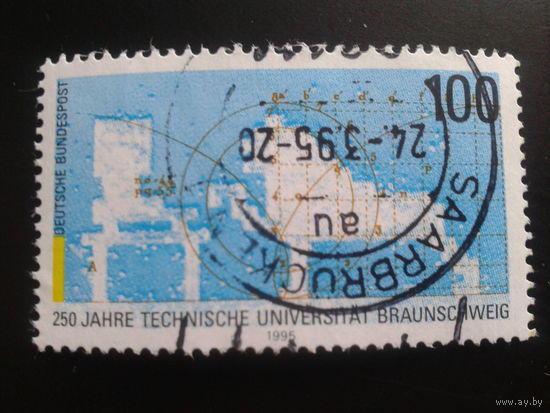 100
DEUTSCHE BUNDESPOST
24.-3.95-20
au
SAARBRÜCKEN
A
250 JAHRE TECHNISCHE UNIVERSITÄT BRAUNSCHWEIG
1995
www.ay.by